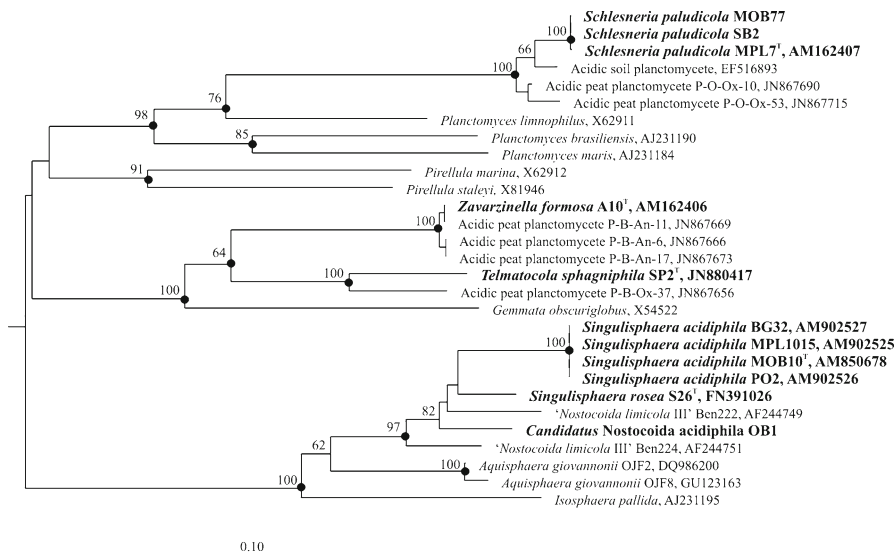 Schlesneria paludicola MOB77
100
Schlesneria paludicola SB2
66
Schlesneria paludicola MPL7ᵀ, AM162407
100
Acidic soil planctomycete, EF516893
Acidic peat planctomycete P-O-Ox-10, JN867690
76
Acidic peat planctomycete P-O-Ox-53, JN867715
98
Planctomyces limnophilus, X62911
85
Planctomyces brasiliensis, AJ231190
Planctomyces maris, AJ231184
91
Pirellula marina, X62912
Pirellula staleyi, X81946
Zavarzinella formosa A10ᵀ, AM162406
100
Acidic peat planctomycete P-B-An-11, JN867669
Acidic peat planctomycete P-B-An-6, JN867666
64
Acidic peat planctomycete P-B-An-17, JN867673
100
Telmatocola sphagniphila SP2ᵀ, JN880417
100
Acidic peat planctomycete P-B-Ox-37, JN867656
Gemmata obscuriglobus, X54522
Singulisphaera acidiphila BG32, AM902527
100
Singulisphaera acidiphila MPL1015, AM902525
Singulisphaera acidiphila MOB10ᵀ, AM850678
Singulisphaera acidiphila PO2, AM902526
Singulisphaera rosea S26ᵀ, FN391026
82
‘Nostocoida limicola III’ Ben222, AF244749
97
Candidatus Nostocoida acidiphila OB1
62
‘Nostocoida limicola III’ Ben224, AF244751
100
Aquisphaera giovannonii OJF2, DQ986200
100
Aquisphaera giovannonii OJF8, GU123163
Isosphaera pallida, AJ231195
0.10